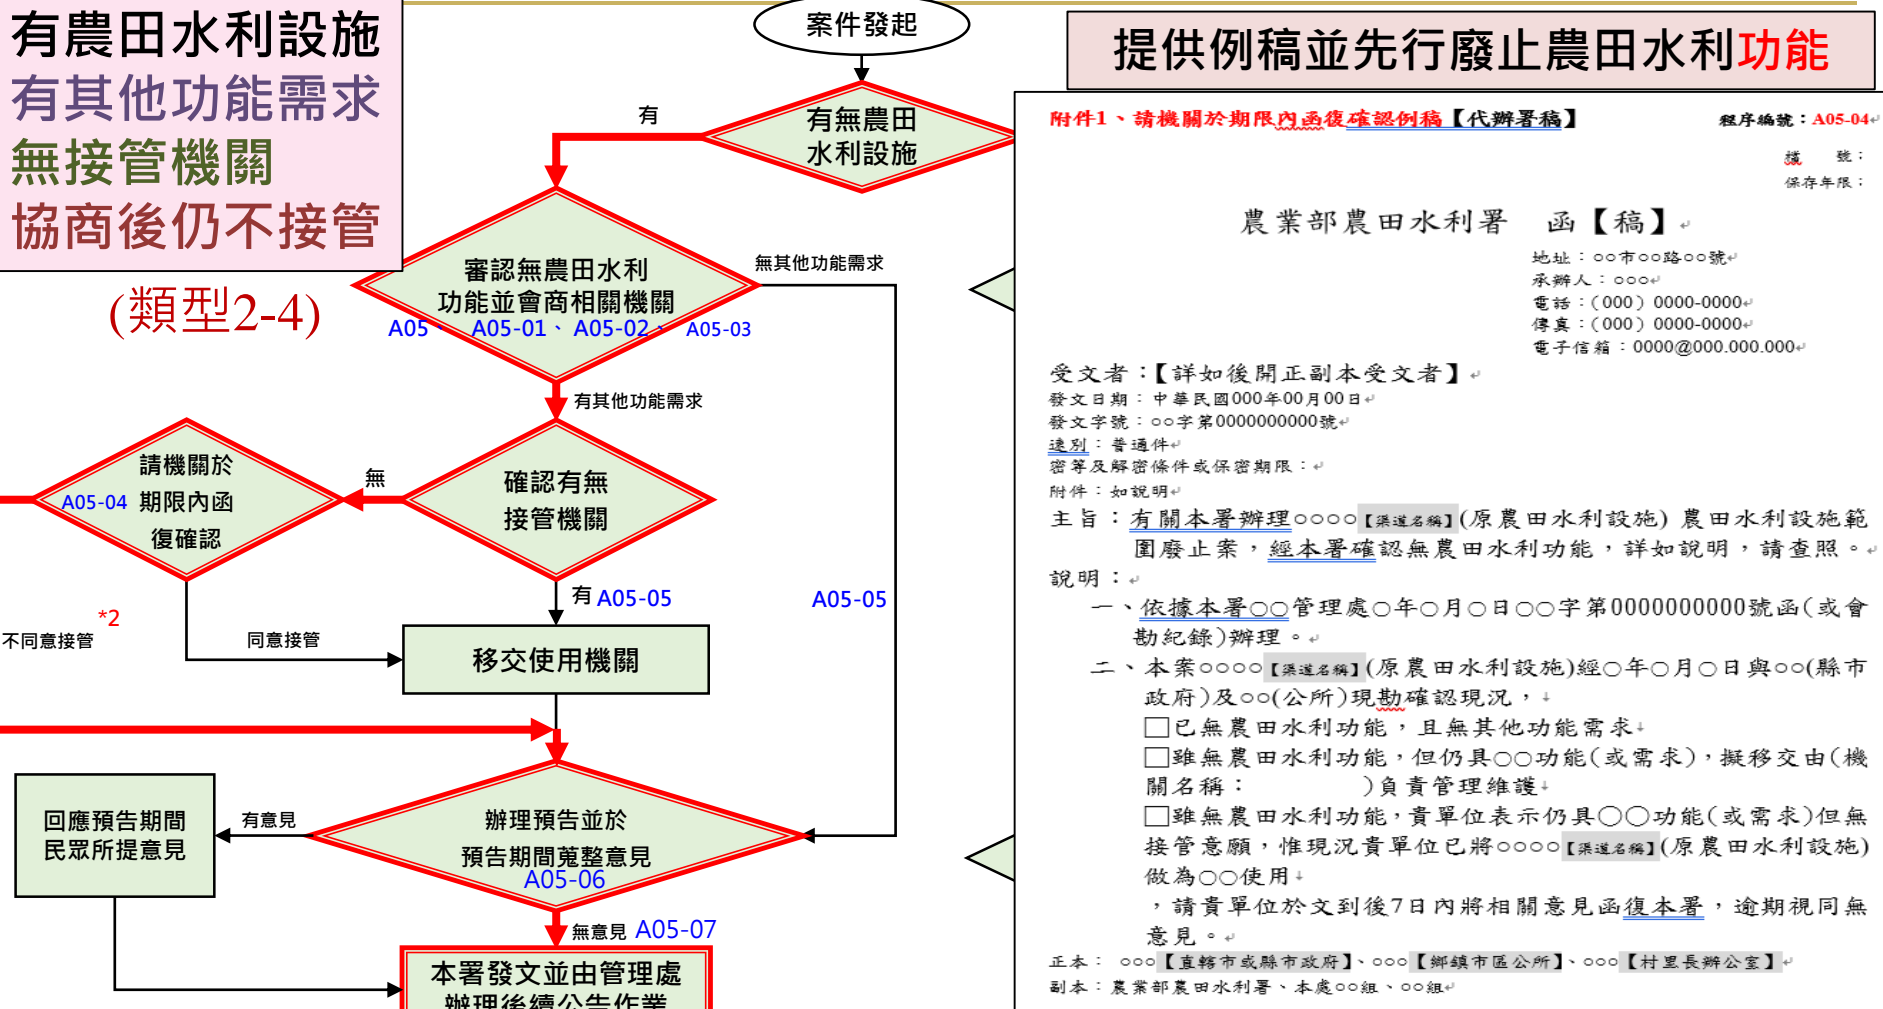 有農田水利設施
有其他功能需求
無接管機關
協商後仍不接管
(類型2-4)
案件發起
有無農田
水利設施
有
審認無農田水利
功能並會商相關機關
A05、 A05-01、 A05-02、 A05-03
無其他功能需求
有其他功能需求
請機關於
A05-04 期限內函
復確認
無
確認有無
接管機關
有 A05-05
A05-05
*2
不同意接管
同意接管
移交使用機關
回應預告期間
民眾所提意見
有意見
辦理預告並於
預告期間蒐整意見
A05-06
無意見 A05-07
本署發文並由管理處
辦理後續公告作業
提供例稿並先行廢止農田水利功能
附件1、請機關於期限內函復確認例稿【代辦署稿】 程序編號：A05-04
檔 號：
保存年限：
農業部農田水利署 函【稿】
地址：○○市○○路○○號
承辦人：○○○
電話：(000) 0000-0000
傳真：(000) 0000-0000
電子信箱：0000@000.000.000
受文者：【詳如後開正副本受文者】
發文日期：中華民國000年00月00日
發文字號：○○字第0000000000號
速別：普通件
密等及解密條件或保密期限：
附件：如說明
主旨：有關本署辦理○○○○【渠道名稱】(原農田水利設施) 農田水利設施範
圍廢止案，經本署確認無農田水利功能，詳如說明，請查照。
說明：
一、依據本署○○管理處○年○月○日○○字第0000000000號函(或會
勘紀錄)辦理。
二、本案○○○○【渠道名稱】(原農田水利設施)經○年○月○日與○○(縣市
政府)及○○(公所)現勘確認現況，
□已無農田水利功能，且無其他功能需求
□雖無農田水利功能，但仍具○○功能(或需求)，擬移交由(機
關名稱： )負責管理維護
□雖無農田水利功能，貴單位表示仍具○○功能(或需求)但無
接管意願，惟現況貴單位已將○○○○【渠道名稱】(原農田水利設施)
做為○○使用
，請貴單位於文到後7日內將相關意見函復本署，逾期視同無
意見。
正本： ○○○【直轄市或縣市政府】、○○○【鄉鎮市區公所】、○○○【村里長辦公室】
副本：農業部農田水利署、本處○○組、○○組